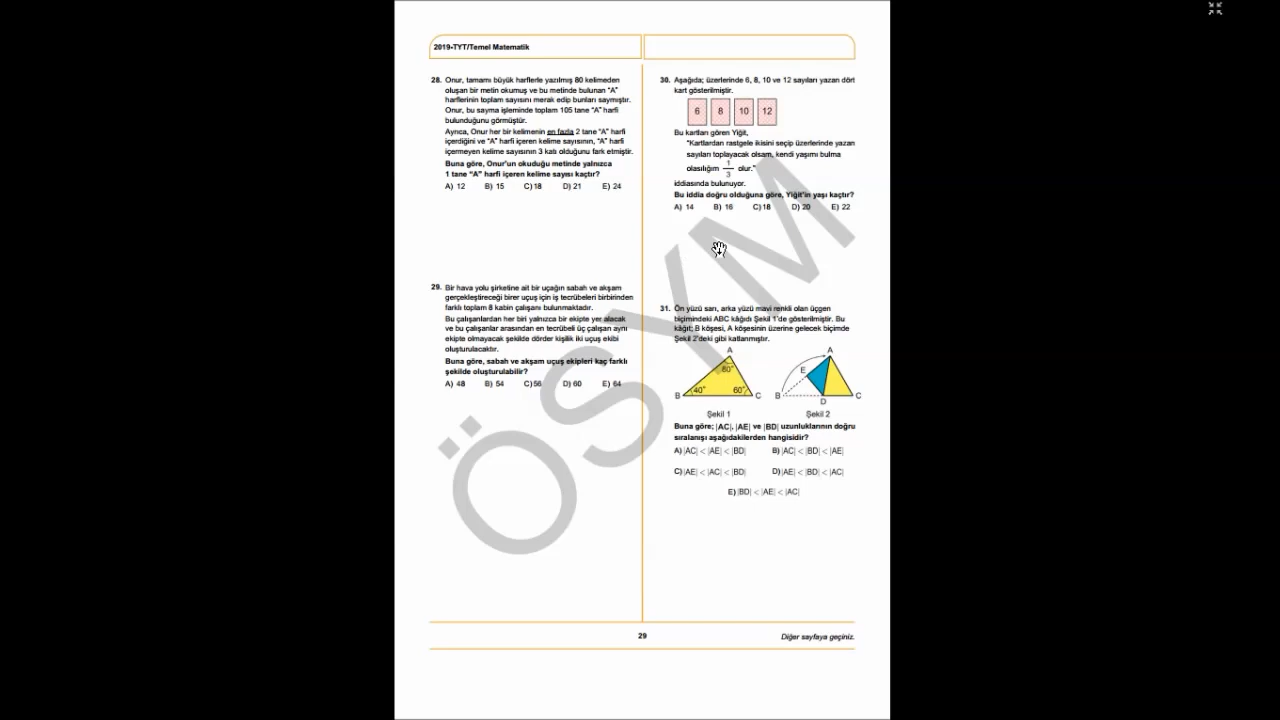 2019-TYT/Temel Matematik
28. Onur, tamamı büyük harflerle yazılmış 80 kelimeden
oluşan bir metin okumuş ve bu metinde bulunan “A”
harflerinin toplam sayısını merak edip bunları saymıştır.
Onur, bu sayma işleminde toplam 105 tane “A” harfi
bulunduğunu görmüştür.
Ayrıca, Onur her bir kelimenin en fazla 2 tane “A” harfi
içerdiğini ve “A” harfi içeren kelime sayısının, “A” harfi
içermeyen kelime sayısının 3 katı olduğunu fark etmiştir.
Buna göre, Onur'un okuduğu metinde yalnızca
1 tane “A” harfi içeren kelime sayısı kaçtır?
A) 12 B) 15 C) 18 D) 21 E) 24
29. Bir hava yolu şirketine ait bir uçağın sabah ve akşam
gerçekleştireceği birer uçuş için iş tecrübeleri birbirinden
farklı toplam 8 kabin çalışanı bulunmaktadır.
Bu çalışanlardan her biri yalnızca bir ekipte yer alacak
ve bu çalışanlar arasından en tecrübeli üç çalışan aynı
ekipte olmayacak şekilde dörder kişilik iki uçuş ekibi
oluşturulacaktır.
Buna göre, sabah ve akşam uçuş ekipleri kaç farklı
şekilde oluşturulabilir?
A) 48 B) 54 C) 56 D) 60 E) 64
30. Aşağıda; üzerlerinde 6, 8, 10 ve 12 sayıları yazan dört
kart gösterilmiştir.
6 8 10 12
Bu kartları gören Yiğit,
“Kartlardan rastgele ikisini seçip üzerlerinde yazan
sayıları toplayacak olsam, kendi yaşımı bulma
olasılığım 1/3 olur.”
iddiasında bulunuyor.
Bu iddia doğru olduğuna göre, Yiğit'in yaşı kaçtır?
A) 14 B) 16 C) 18 D) 20 E) 22
31. Ön yüzü sarı, arka yüzü mavi renkli olan üçgen
biçimindeki ABC kâğıdı Şekil 1'de gösterilmiştir. Bu
kâğıt; B köşesi, A köşesinin üzerine gelecek biçimde
Şekil 2'deki gibi katlanmıştır.
A
80°
B 40° 60° C
Şekil 1
A
E
B D C
Şekil 2
Buna göre; |AC|, |AE| ve |BD| uzunluklarının doğru
sıralanışı aşağıdakilerden hangisidir?
A) |AC| < |AE| < |BD| B) |AC| < |BD| < |AE|
C) |AE| < |AC| < |BD| D) |AE| < |BD| < |AC|
E) |BD| < |AE| < |AC|
ÖSYM
29
Diğer sayfaya geçiniz.